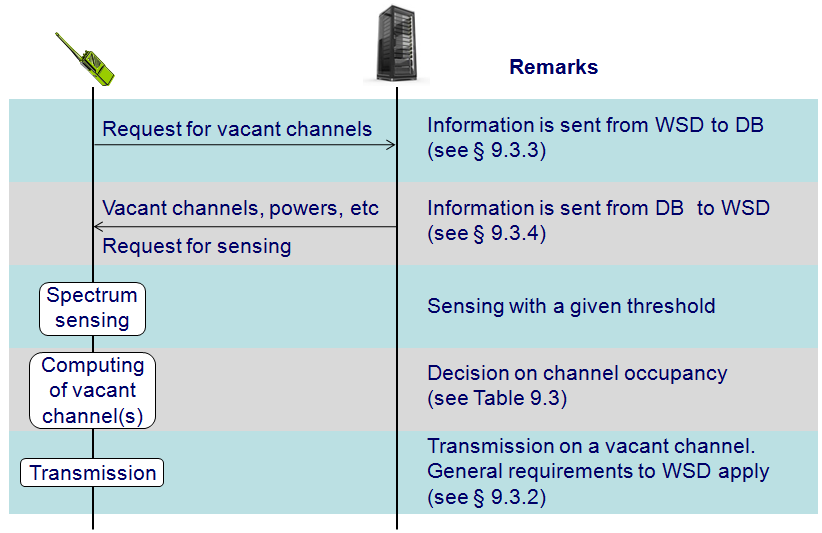 Remarks
Request for vacant channels
Information is sent from WSD to DB
(see § 9.3.3)
Vacant channels, powers, etc
Request for sensing
Information is sent from DB to WSD
(see § 9.3.4)
Spectrum
sensing
Sensing with a given threshold
Computing
of vacant
channel(s)
Decision on channel occupancy
(see Table 9.3)
Transmission
Transmission on a vacant channel.
General requirements to WSD apply
(see § 9.3.2)